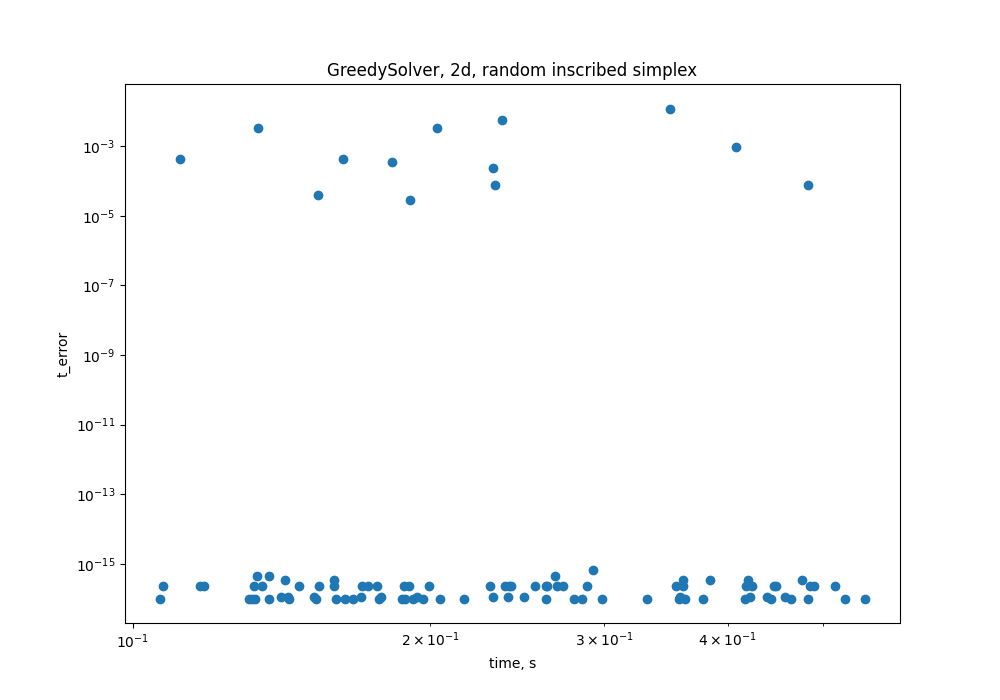 GreedySolver, 2d, random inscribed simplex
t_error
10⁻³
10⁻⁵
10⁻⁷
10⁻⁹
10⁻¹¹
10⁻¹³
10⁻¹⁵
10⁻¹
2 × 10⁻¹
3 × 10⁻¹
4 × 10⁻¹
time, s